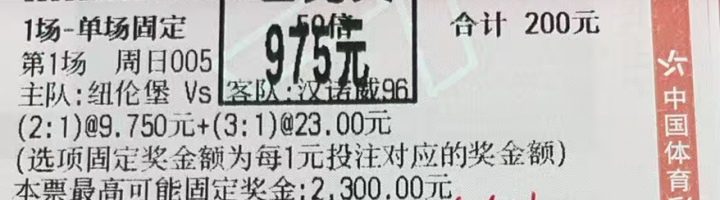 1场-单场固定 50倍 合计 200元
975元
第1场 周日005
主队:纽伦堡 Vs 客队:汉诺威96
(2:1)@9.750元+(3:1)@23.00元
(选项固定奖金额为每1元投注对应的奖金额)
本票最高可能固定奖金:2,300.00元
中国体育彩